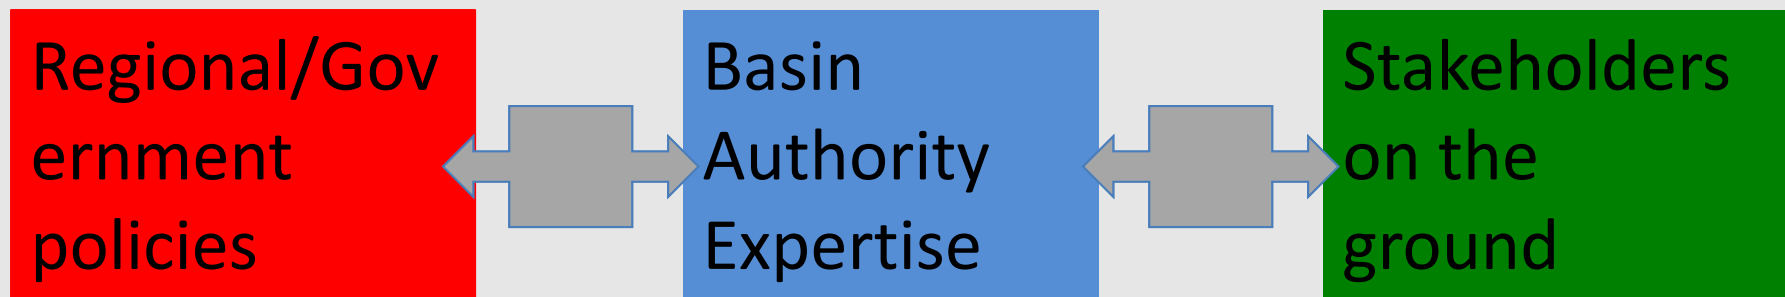 Regional/Gov
ernment
policies
Basin
Authority
Expertise
Stakeholders
on the
ground